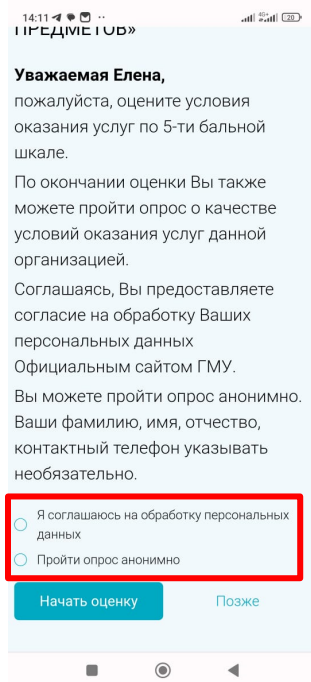 14:11
4G+
20
ПРЕДМЕТОВ»
Уважаемая Елена,
пожалуйста, оцените условия
оказания услуг по 5-ти бальной
шкале.
По окончании оценки Вы также
можете пройти опрос о качестве
условий оказания услуг данной
организацией.
Соглашаясь, Вы предоставляете
согласие на обработку Ваших
персональных данных
Официальным сайтом ГМУ.
Вы можете пройти опрос анонимно.
Ваши фамилию, имя, отчество,
контактный телефон указывать
необязательно.
Я соглашаюсь на обработку персональных
данных
Пройти опрос анонимно
Начать оценку Позже